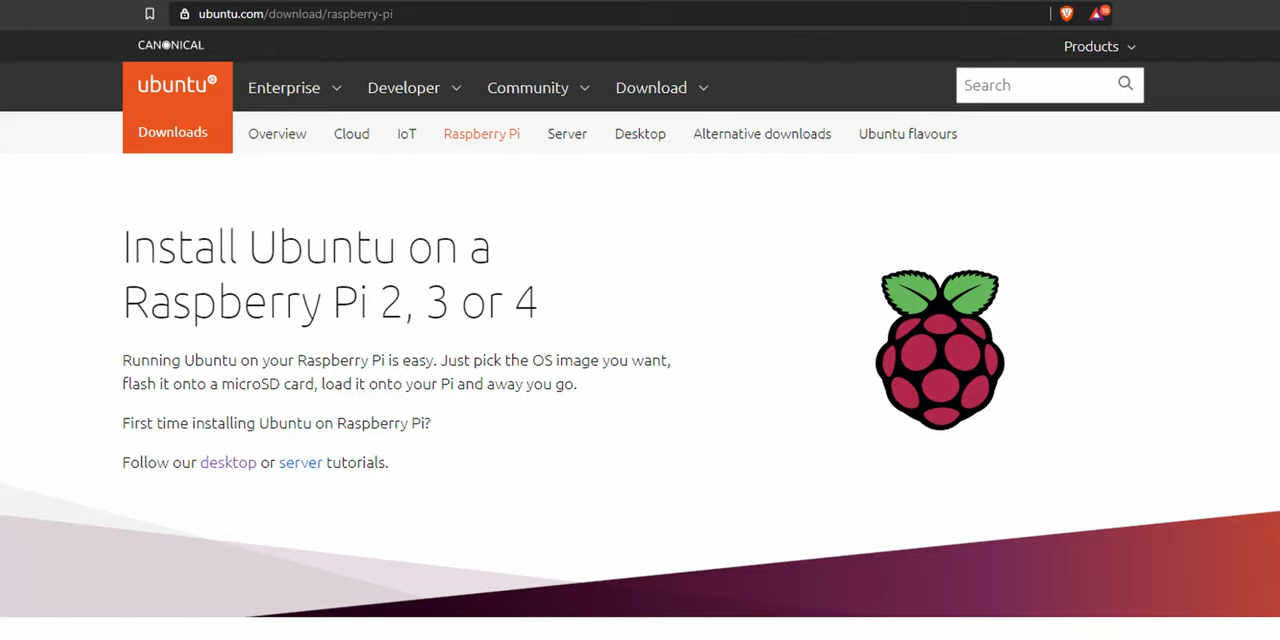 ubuntu.com/download/raspberry-pi
CANONICAL
Products
ubuntu
Enterprise
Developer
Community
Download
Search
Downloads
Overview
Cloud
IoT
Raspberry Pi
Server
Desktop
Alternative downloads
Ubuntu flavours
Install Ubuntu on a
Raspberry Pi 2, 3 or 4
Running Ubuntu on your Raspberry Pi is easy. Just pick the OS image you want,
flash it onto a microSD card, load it onto your Pi and away you go.
First time installing Ubuntu on Raspberry Pi?
Follow our desktop or server tutorials.